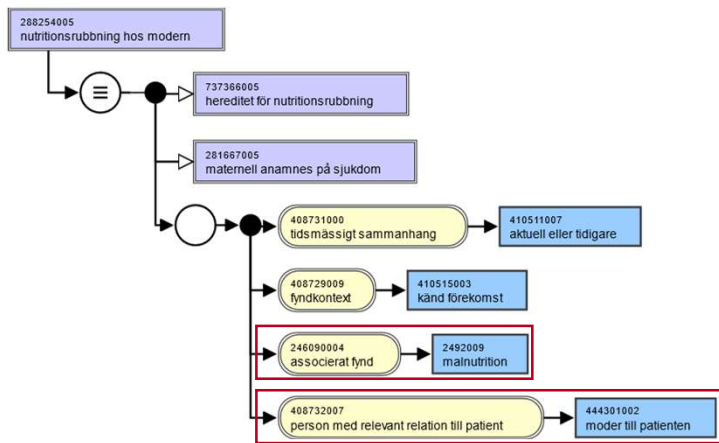 288254005
nutritionsrubbning hos modern
737366005
hereditet för nutritionsrubbning
281667005
maternell anamnes på sjukdom
408731000
tidsmässigt sammanhang
410511007
aktuell eller tidigare
408729009
fyndkontext
410515003
känd förekomst
246090004
associerat fynd
2492009
malnutrition
408732007
person med relevant relation till patient
444301002
moder till patienten